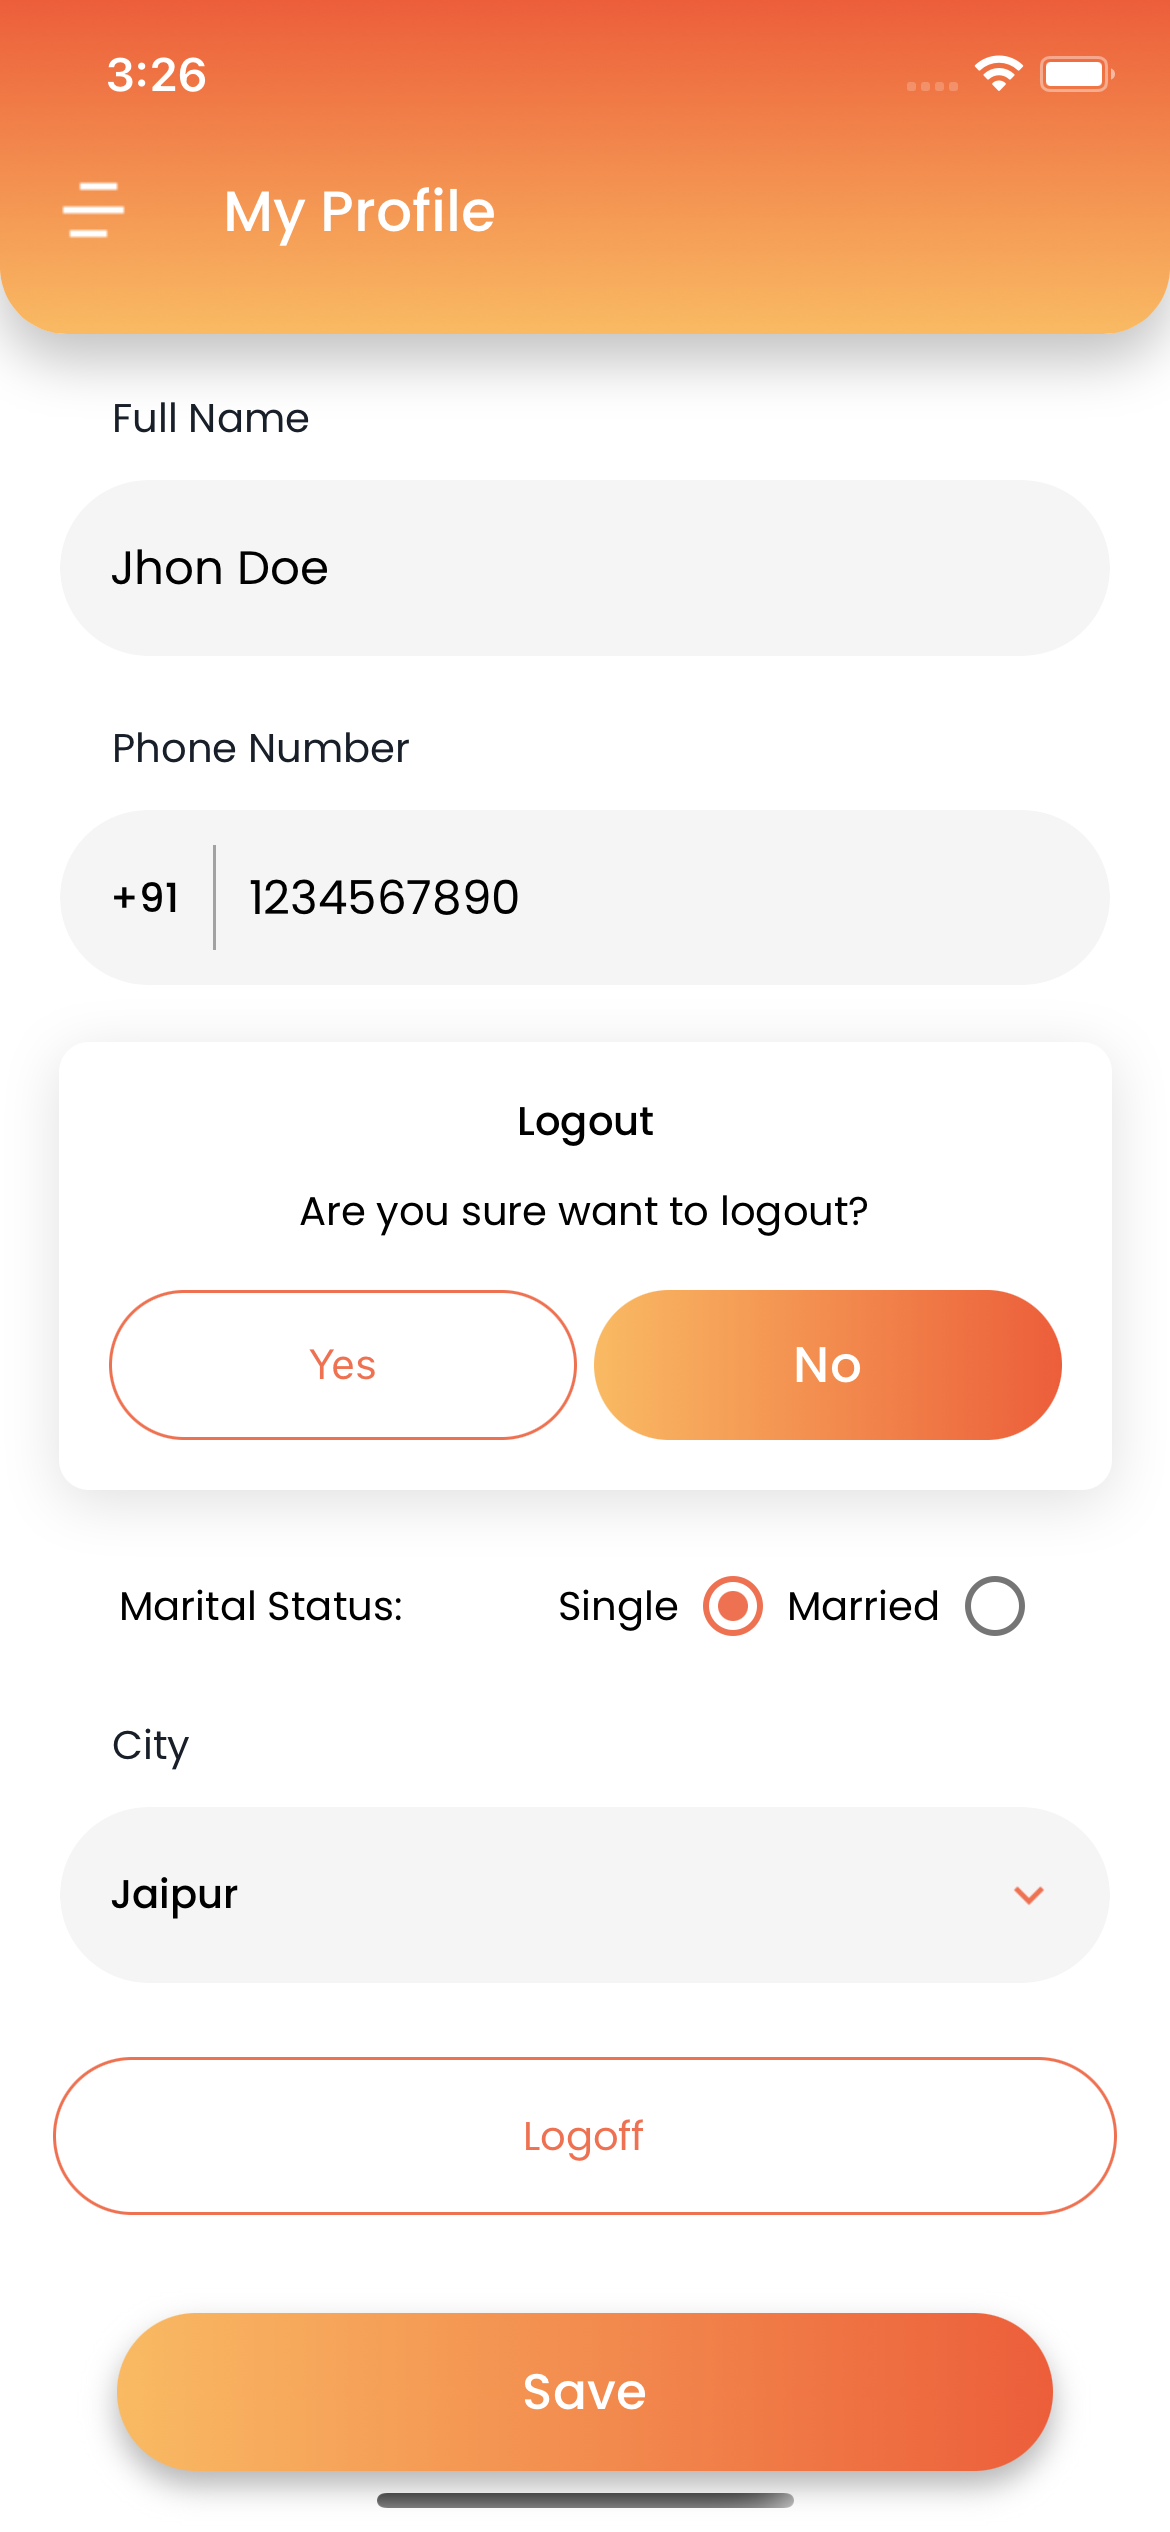 3:26
My Profile
Full Name
Jhon Doe
Phone Number
+91 1234567890
Logout
Are you sure want to logout?
Yes No
Marital Status: Single Married
City
Jaipur
Logoff
Save